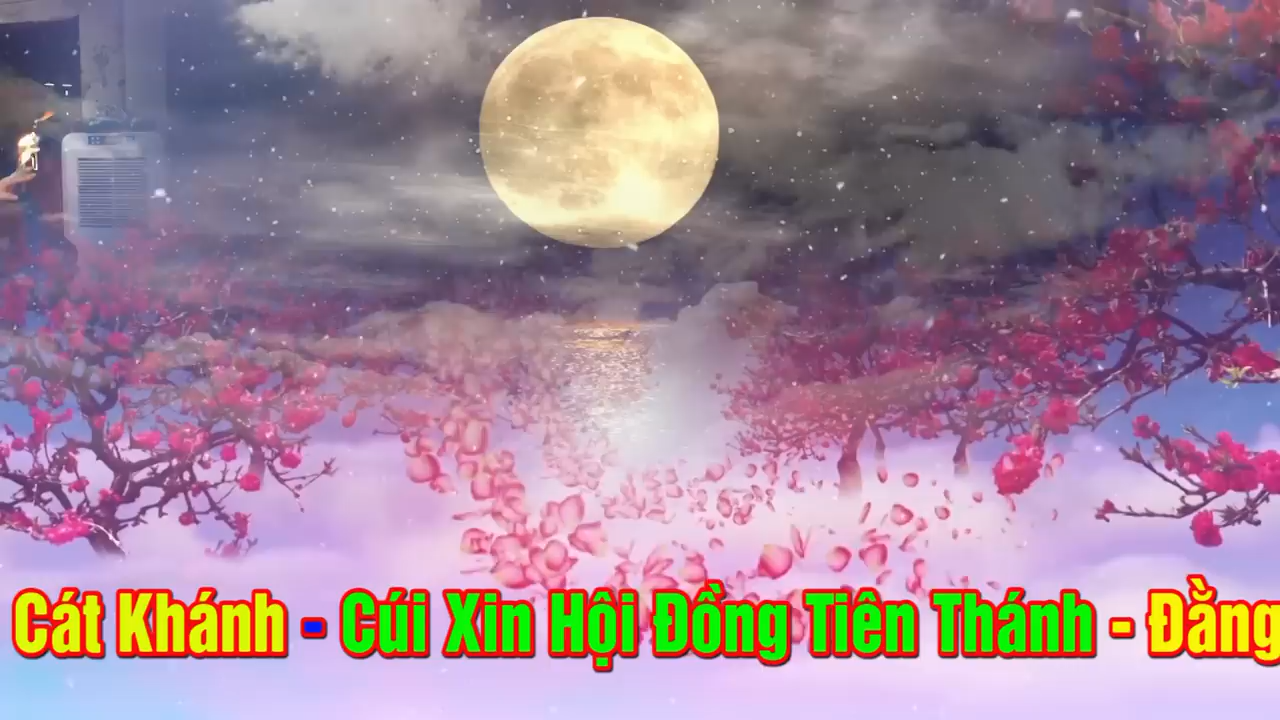 Cát Khánh - Cúi Xin Hội Đồng Tiên Thánh - Đằng